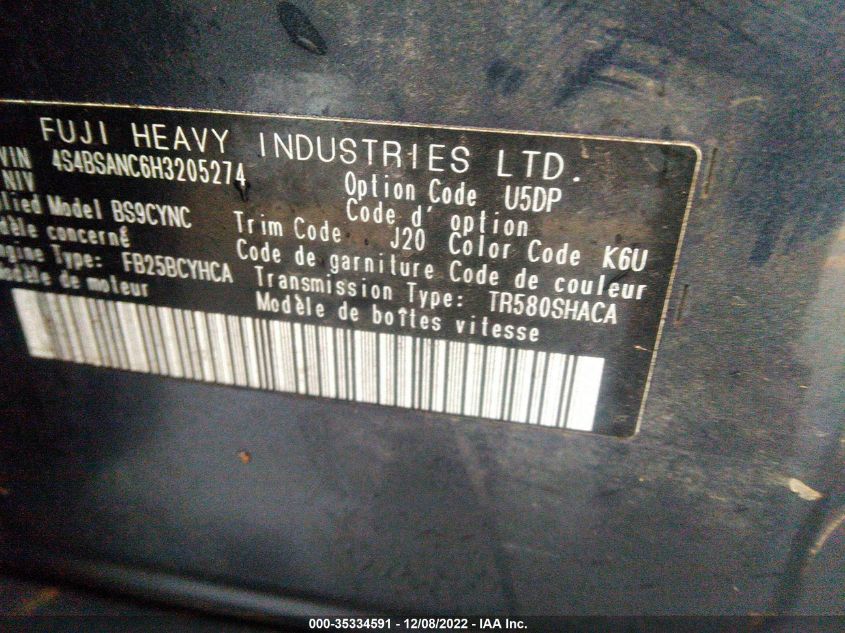 FUJI HEAVY INDUSTRIES LTD.
VIN 4S4BSANC6H3205274
NIV
Option Code U5DP
Code d' option
Model BS9CYNC
concerné
Trim Code J20 Color Code K6U
Code de garniture Code de couleur
Type: FB25BCYHCA
de moteur
Transmission Type: TR580SHACA
Modèle de boîtes vitesse
000-35334591 - 12/08/2022 - IAA Inc.